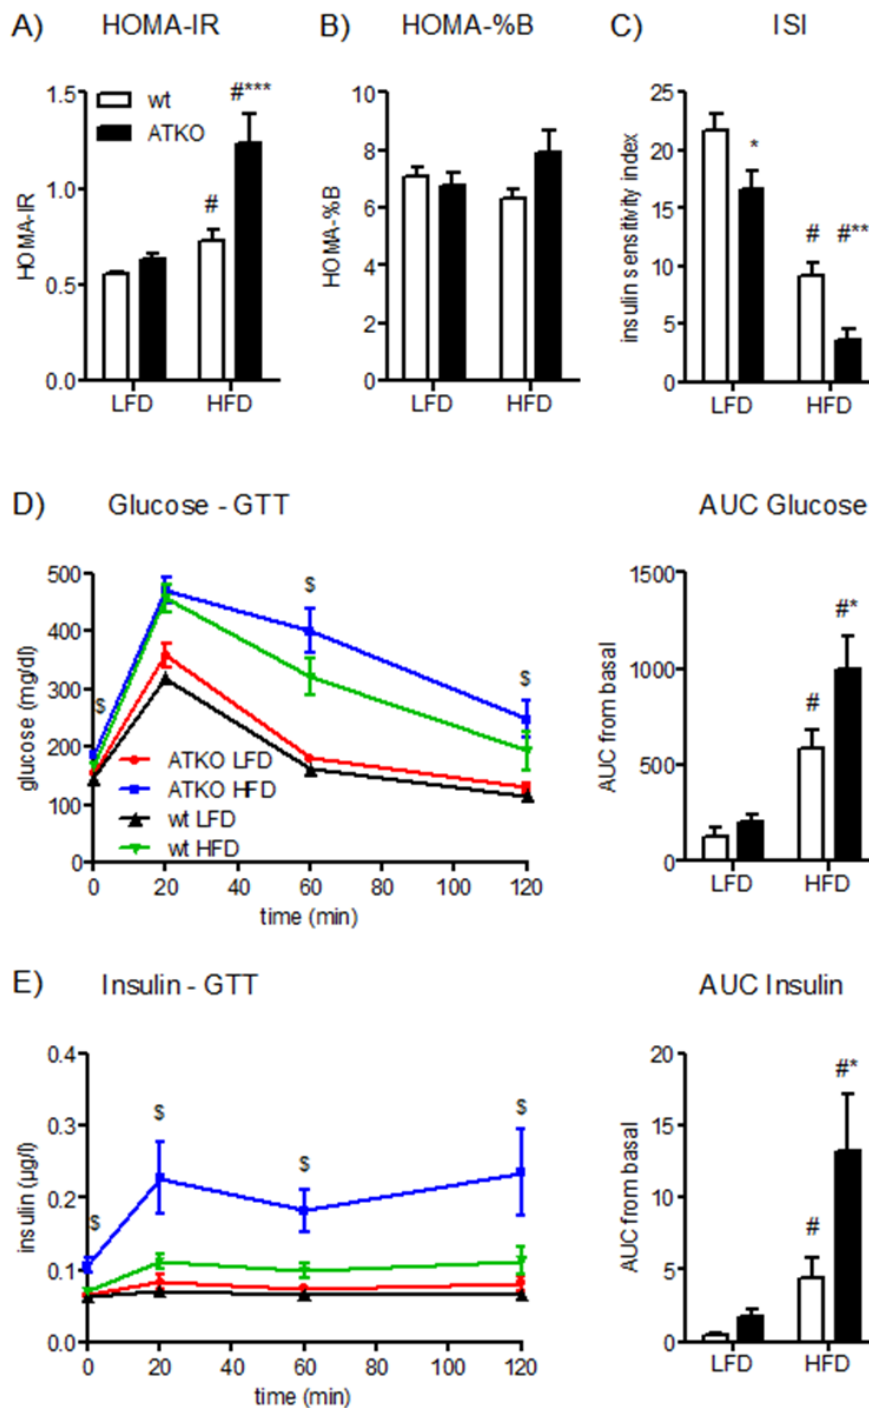 A) HOMA-IR
B) HOMA-%B
C) ISI
HOMA-IR
1.5
1.0
0.5
0.0
wt
ATKO
#
#***
LFD HFD
HOMA-%B
10
8
6
4
2
0
LFD HFD
insulin sensitivity index
25
20
15
10
5
0
*
#
#**
LFD HFD
D) Glucose - GTT
glucose (mg/dl)
500
400
300
200
100
0
$
$
$
ATKO LFD
ATKO HFD
wt LFD
wt HFD
0 20 40 60 80 100 120
time (min)
AUC Glucose
AUC from basal
1500
1000
500
0
#
#*
LFD HFD
E) Insulin - GTT
insulin (µg/l)
0.4
0.3
0.2
0.1
0.0
$
$
$
$
0 20 40 60 80 100 120
time (min)
AUC Insulin
AUC from basal
20
15
10
5
0
#
#*
LFD HFD